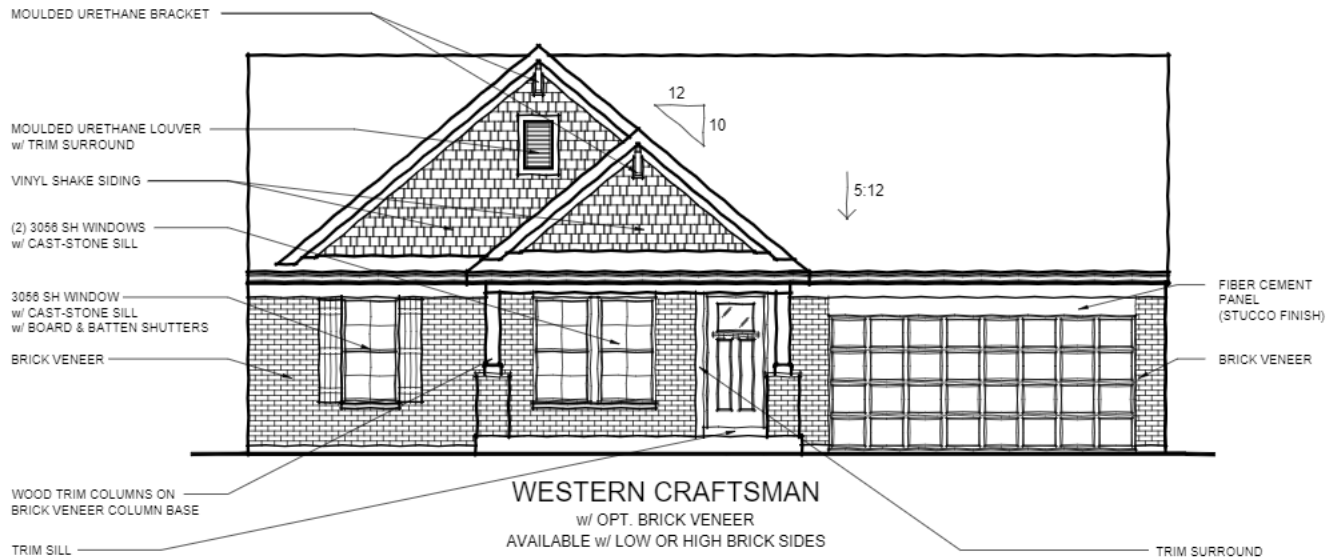 MOULDED URETHANE BRACKET
12
10
MOULDED URETHANE LOUVER
w/ TRIM SURROUND
VINYL SHAKE SIDING
5:12
(2) 3056 SH WINDOWS
w/ CAST-STONE SILL
3056 SH WINDOW
w/ CAST-STONE SILL
w/ BOARD & BATTEN SHUTTERS
FIBER CEMENT
PANEL
(STUCCO FINISH)
BRICK VENEER
BRICK VENEER
WOOD TRIM COLUMNS ON
BRICK VENEER COLUMN BASE
WESTERN CRAFTSMAN
w/ OPT. BRICK VENEER
AVAILABLE w/ LOW OR HIGH BRICK SIDES
TRIM SILL
TRIM SURROUND